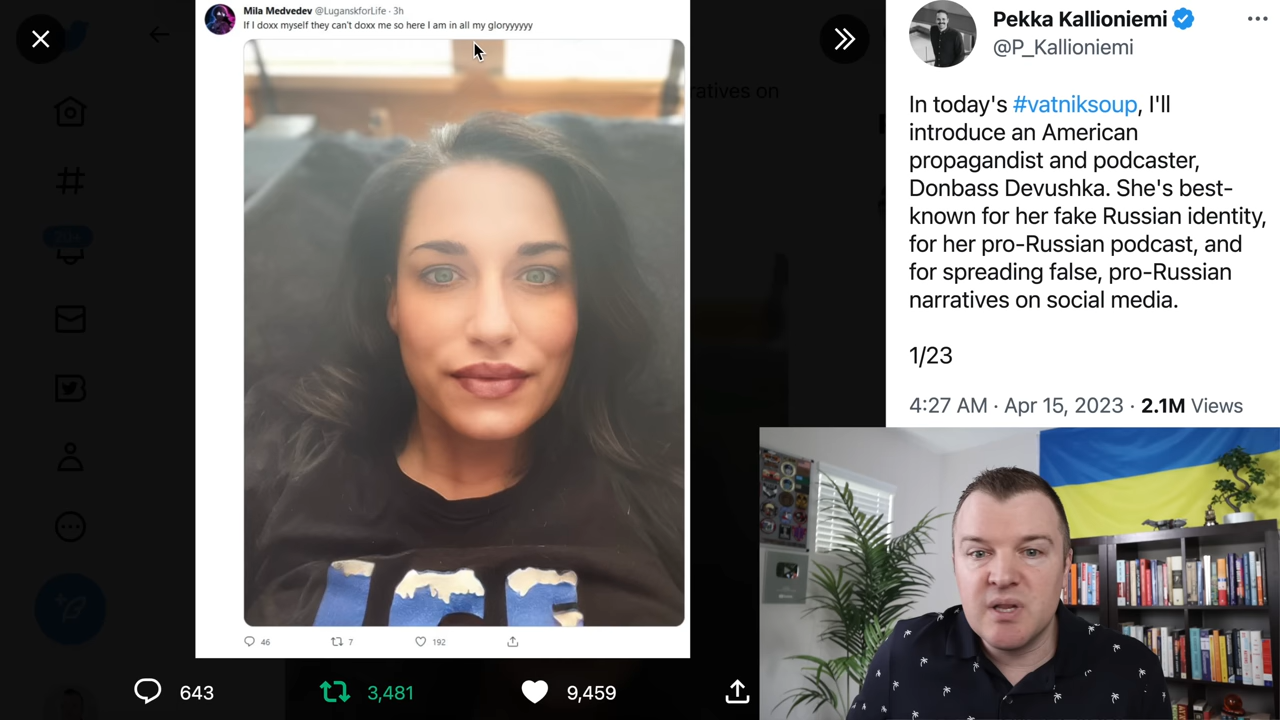 Mila Medvedev @LuganskforLife · 3h
If I doxx myself they can't doxx me so here I am in all my gloryyyyyy
46
7
192
ratives on
643
3,481
9,459
Pekka Kallioniemi
@P_Kallioniemi
In today's #vatniksoup, I'll
introduce an American
propagandist and podcaster,
Donbass Devushka. She's best-
known for her fake Russian identity,
for her pro-Russian podcast, and
for spreading false, pro-Russian
narratives on social media.
1/23
4:27 AM · Apr 15, 2023 · 2.1M Views